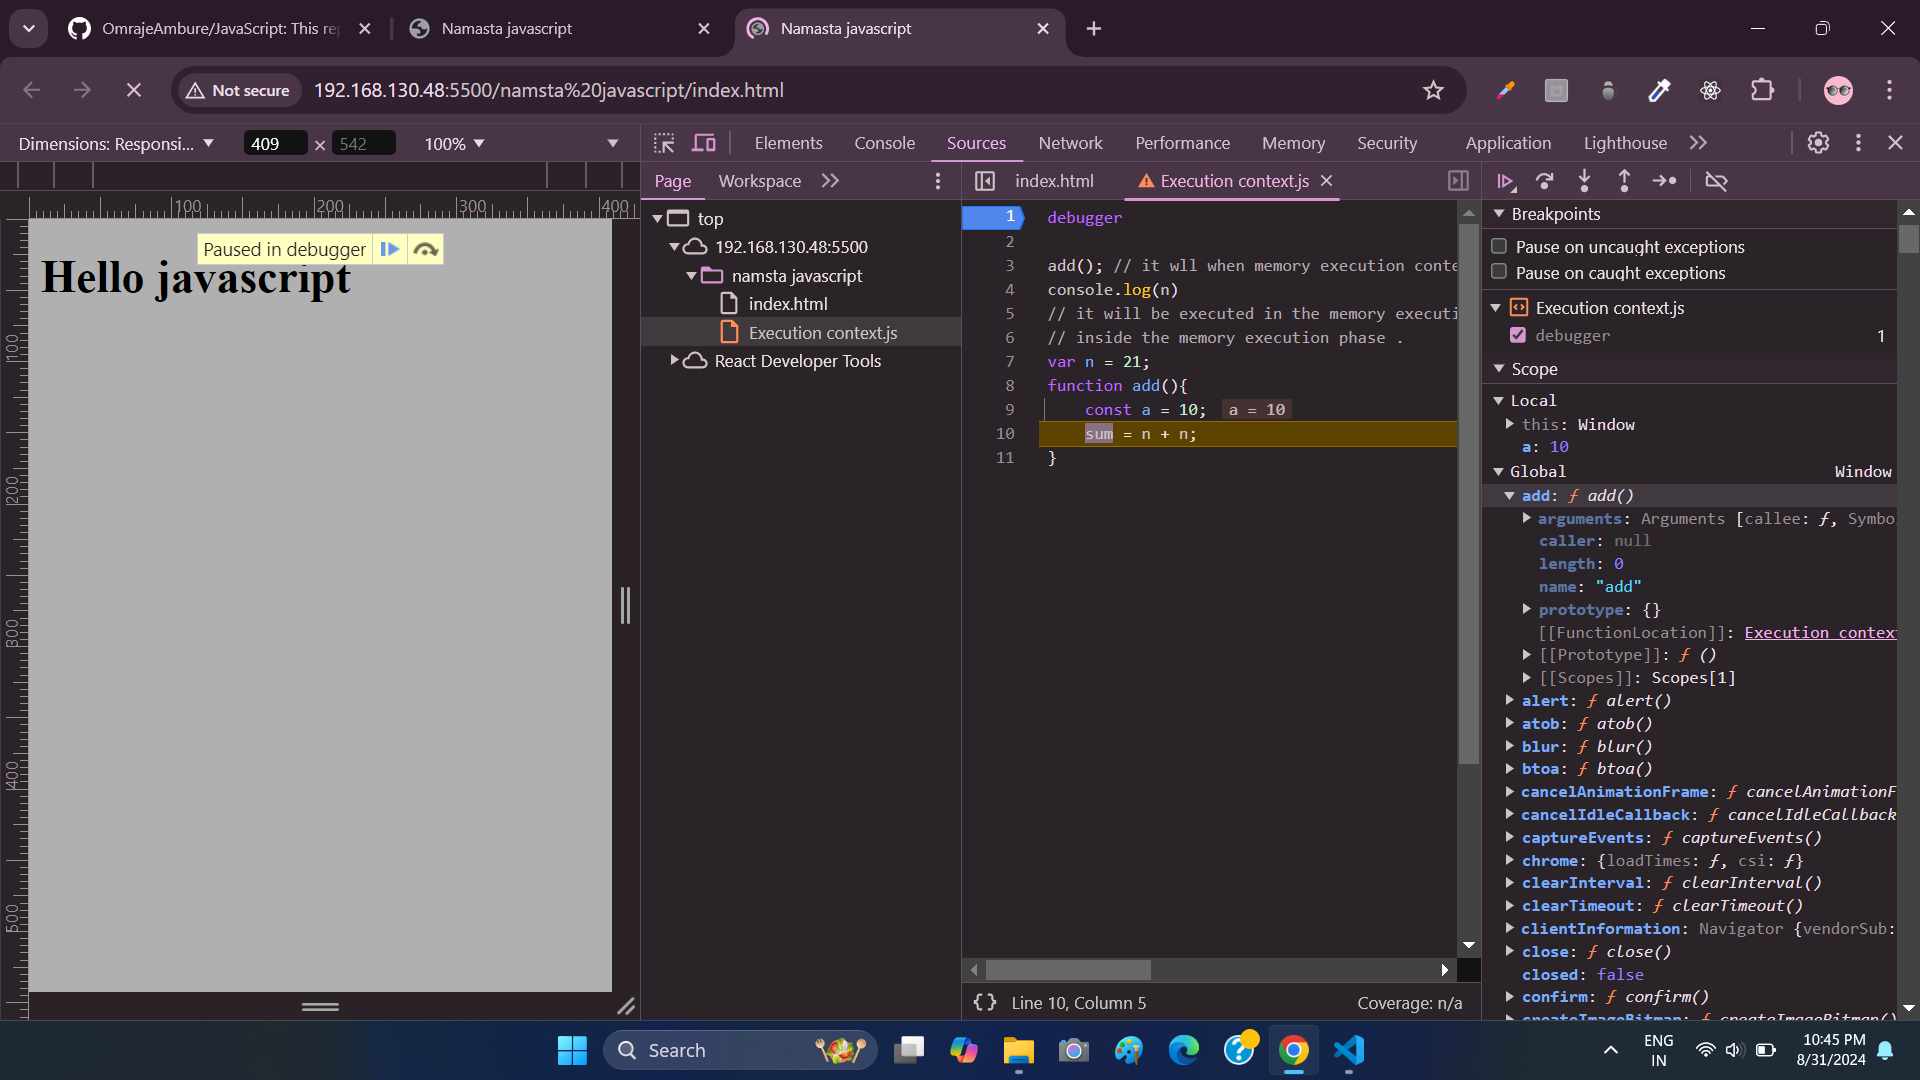 OmrajeAmbure/JavaScript: This re
Namasta javascript
Namasta javascript
Not secure
192.168.130.48:5500/namsta%20javascript/index.html
Dimensions: Responsi...
409 × 542
100%
Elements
Console
Sources
Network
Performance
Memory
Security
Application
Lighthouse
Page
Workspace
index.html
Execution context.js
100
200
300
400
100
200
300
400
500
Paused in debugger
Hello javascript
top
192.168.130.48:5500
namsta javascript
index.html
Execution context.js
React Developer Tools
1 debugger
2
3 add(); // it wll when memory execution conte
4 console.log(n)
5 // it will be executed in the memory executi
6 // inside the memory execution phase .
7 var n = 21;
8 function add(){
9 const a = 10; a = 10
10 sum = n + n;
11 }
{} Line 10, Column 5
Coverage: n/a
Breakpoints
Pause on uncaught exceptions
Pause on caught exceptions
Execution context.js
debugger 1
Scope
Local
this: Window
a: 10
Global Window
add: ƒ add()
arguments: Arguments [callee: ƒ, Symbo
caller: null
length: 0
name: "add"
prototype: {}
[[FunctionLocation]]: Execution contex
[[Prototype]]: ƒ ()
[[Scopes]]: Scopes[1]
alert: ƒ alert()
atob: ƒ atob()
blur: ƒ blur()
btoa: ƒ btoa()
cancelAnimationFrame: ƒ cancelAnimationF
cancelIdleCallback: ƒ cancelIdleCallback
captureEvents: ƒ captureEvents()
chrome: {loadTimes: ƒ, csi: ƒ}
clearInterval: ƒ clearInterval()
clearTimeout: ƒ clearTimeout()
clientInformation: Navigator {vendorSub:
close: ƒ close()
closed: false
confirm: ƒ confirm()
createImageBitmap: ƒ createImageBitmap()
Search
ENG
IN
10:45 PM
8/31/2024